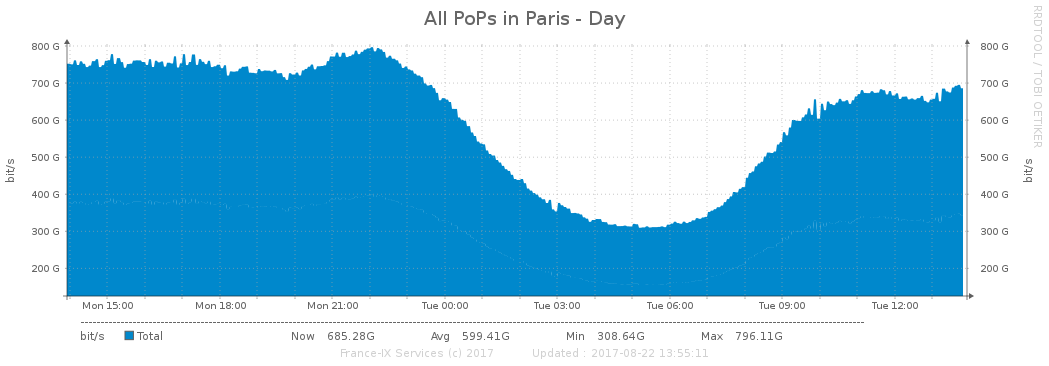 All PoPs in Paris - Day
RRDTOOL / TOBI OETIKER
800 G 800 G
700 G 700 G
600 G 600 G
500 G 500 G
bit/s bit/s
400 G 400 G
300 G 300 G
200 G 200 G
Mon 15:00 Mon 18:00 Mon 21:00 Tue 00:00 Tue 03:00 Tue 06:00 Tue 09:00 Tue 12:00
bit/s Total Now 685.28G Avg 599.41G Min 308.64G Max 796.11G
France-IX Services (c) 2017 Updated : 2017-08-22 13:55:11